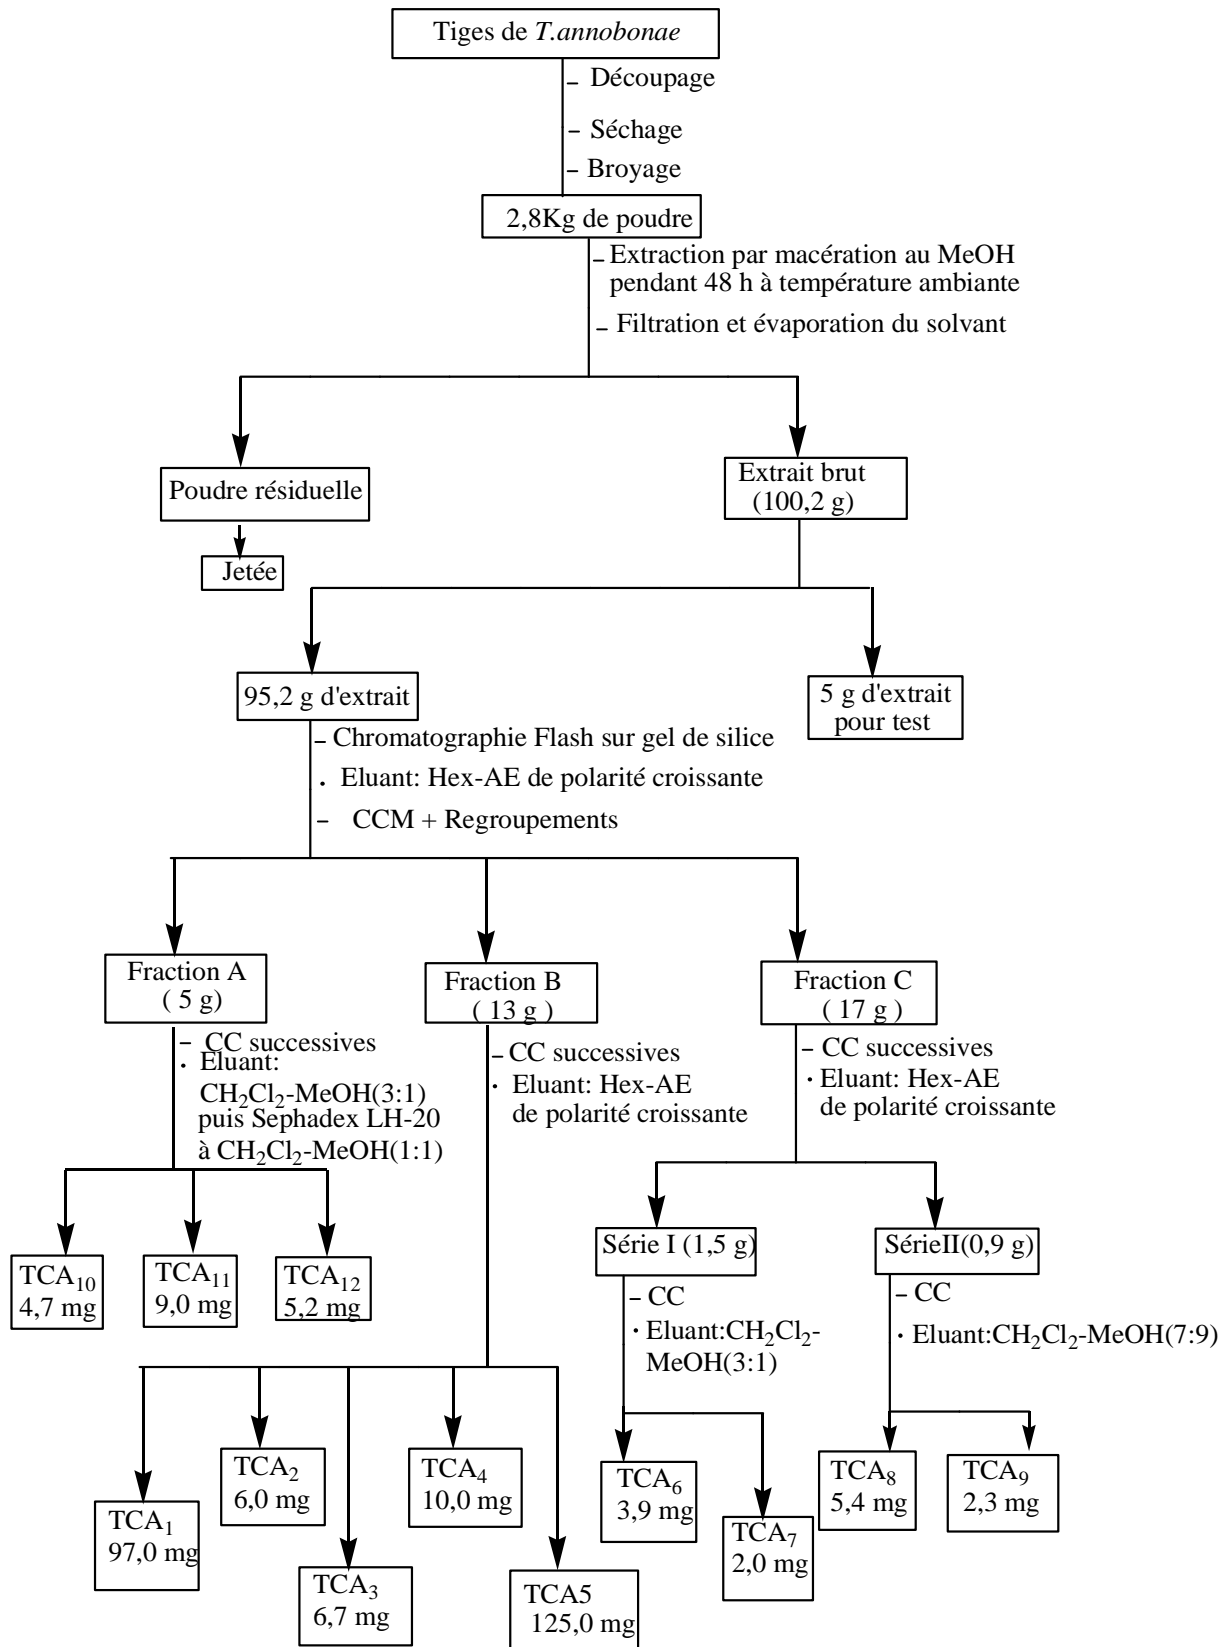 Tiges de T.annobonae
– Découpage
– Séchage
– Broyage
2,8Kg de poudre
– Extraction par macération au MeOH
pendant 48 h à température ambiante
– Filtration et évaporation du solvant
Poudre résiduelle
Extrait brut
(100,2 g)
Jetée
95,2 g d'extrait
5 g d'extrait
pour test
– Chromatographie Flash sur gel de silice
. Eluant: Hex-AE de polarité croissante
– CCM + Regroupements
Fraction A
( 5 g)
Fraction B
( 13 g )
Fraction C
( 17 g )
– CC successives
· Eluant:
CH₂Cl₂-MeOH(3:1)
puis Sephadex LH-20
à CH₂Cl₂-MeOH(1:1)
– CC successives
· Eluant: Hex-AE
de polarité croissante
– CC successives
· Eluant: Hex-AE
de polarité croissante
TCA₁₀
4,7 mg
TCA₁₁
9,0 mg
TCA₁₂
5,2 mg
Série I (1,5 g)
SérieII(0,9 g)
– CC
· Eluant:CH₂Cl₂-
MeOH(3:1)
– CC
· Eluant:CH₂Cl₂-MeOH(7:9)
TCA₁
97,0 mg
TCA₂
6,0 mg
TCA₃
6,7 mg
TCA₄
10,0 mg
TCA5
125,0 mg
TCA₆
3,9 mg
TCA₇
2,0 mg
TCA₈
5,4 mg
TCA₉
2,3 mg